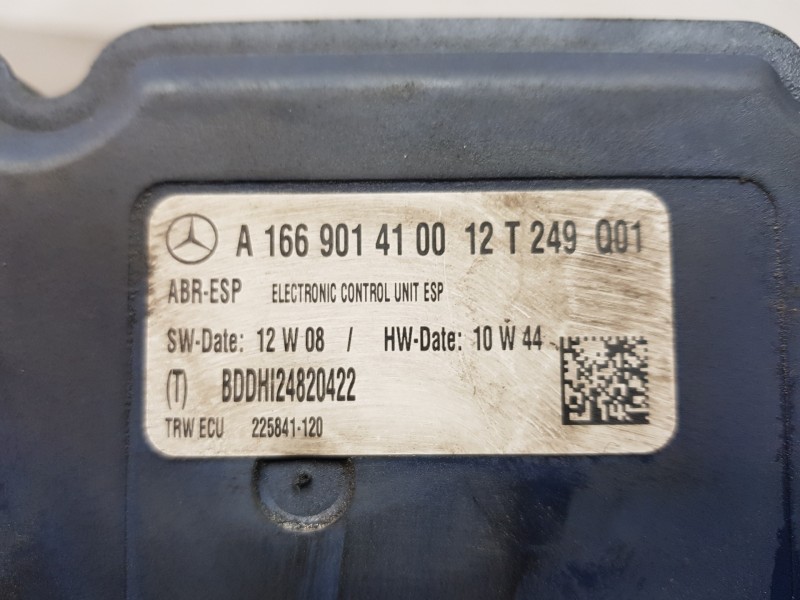 A 166 901 41 00 12 T 249 Q01
ABR-ESP ELECTRONIC CONTROL UNIT ESP
SW-Date: 12 W 08 / HW-Date: 10 W 44
(T) BDDHI24820422
TRW ECU 225841-120